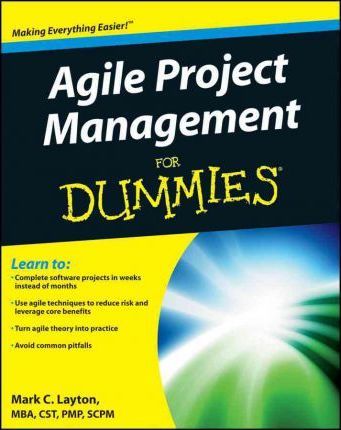 Making Everything Easier!™
Agile Project
Management
FOR
DUMMIES®
Learn to:
• Complete software projects in weeks
instead of months
• Use agile techniques to reduce risk and
leverage core benefits
• Turn agile theory into practice
• Avoid common pitfalls
Mark C. Layton,
MBA, CST, PMP, SCPM